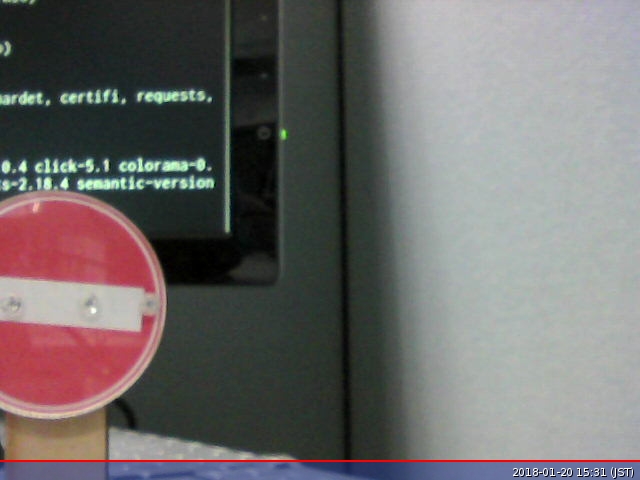 ardet, certifi, requests,
0.4 click-5.1 colorama-0.
s-2.18.4 semantic-version
2018-01-20 15:31 (JST)